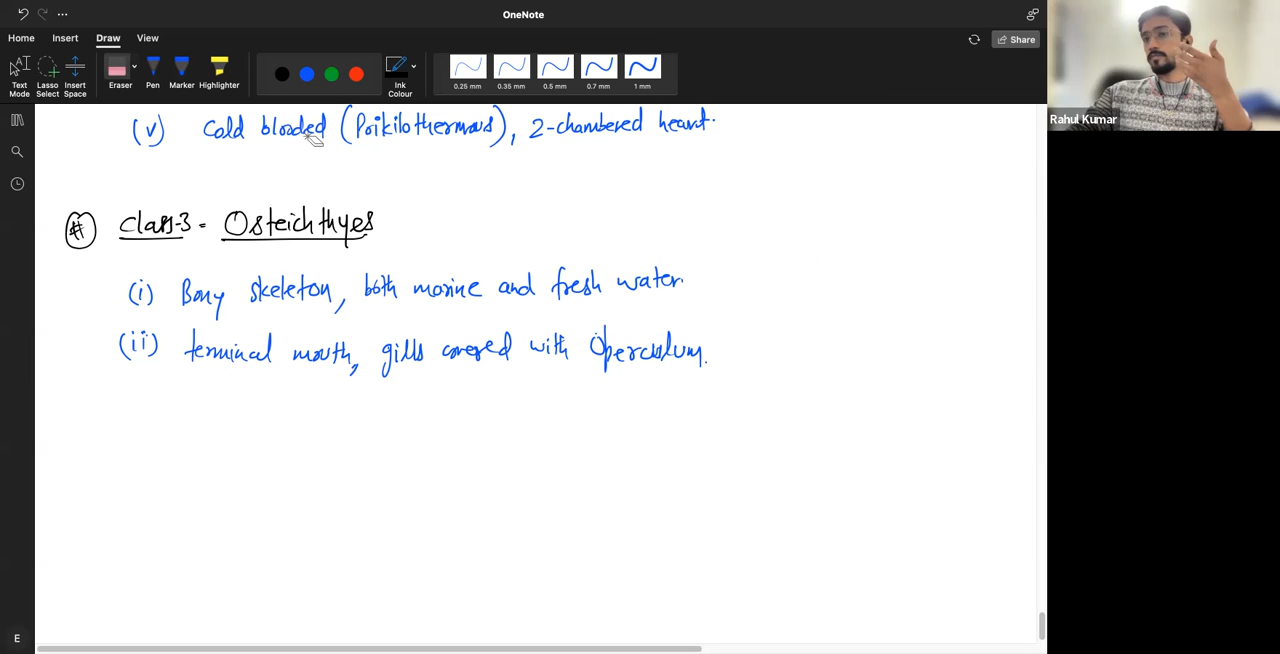 OneNote
Home Insert Draw View
Share
Text Mode Lasso Select Insert Space Eraser Pen Marker Highlighter Ink Colour 0.25 mm 0.35 mm 0.5 mm 0.7 mm 1 mm
Rahul Kumar
(v) Cold blooded (Poikilothermous), 2-chambered heart.
# Class-3 = Osteichthyes
(i) Bony skeleton, both marine and fresh water.
(ii) terminal mouth, gills covered with Operculum.
E